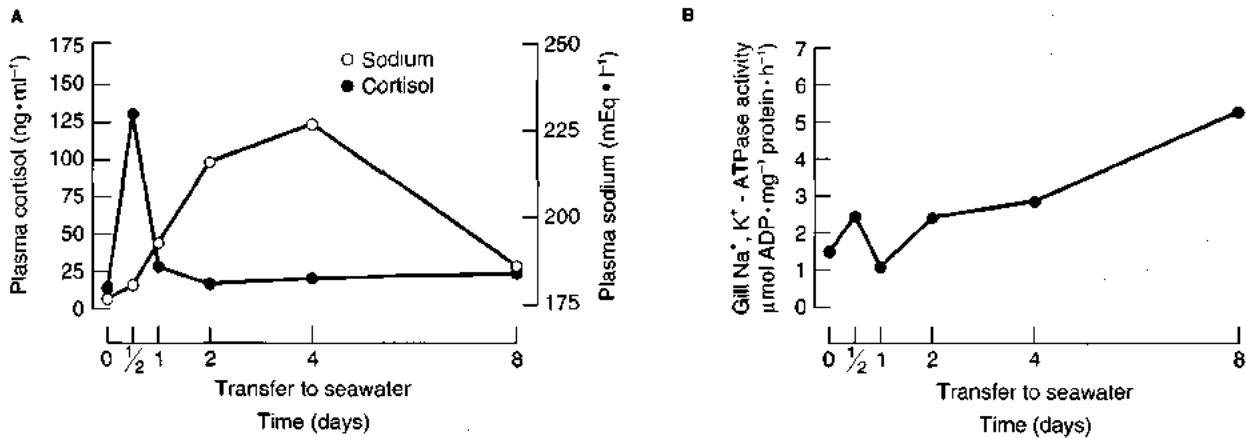 A
Plasma cortisol (ng•ml⁻¹)
175
150
125
100
75
50
25
0
Sodium
Cortisol
250
225
200
175
Plasma sodium (mEq • l⁻¹)
0 ½ 1 2 4 8
Transfer to seawater
Time (days)
B
Gill Na⁺, K⁺ - ATPase activity
µmol ADP • mg⁻¹ protein • h⁻¹)
7
6
5
4
3
2
1
0
0 ½ 1 2 4 8
Transfer to seawater
Time (days)